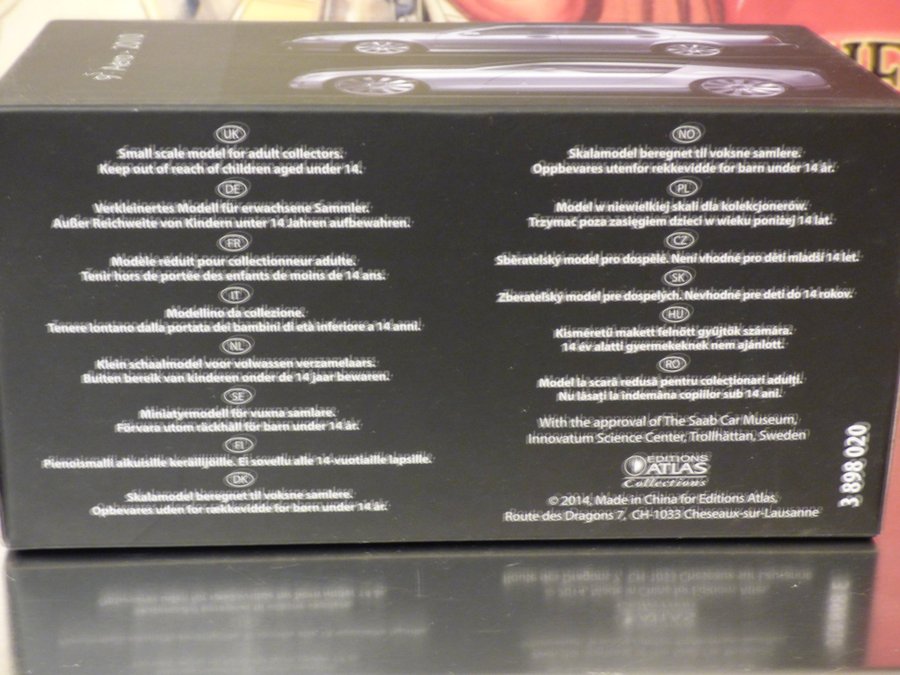 9⁵ Aero - 2010
UK
Small scale model for adult collectors.
Keep out of reach of children aged under 14.
DE
Verkleinertes Modell für erwachsene Sammler.
Außer Reichweite von Kindern unter 14 Jahren aufbewahren.
FR
Modèle réduit pour collectionneur adulte.
Tenir hors de portée des enfants de moins de 14 ans.
IT
Modellino da collezione.
Tenere lontano dalla portata dei bambini di età inferiore a 14 anni.
NL
Klein schaalmodel voor volwassen verzamelaars.
Buiten bereik van kinderen onder de 14 jaar bewaren.
SE
Miniatyrmodell för vuxna samlare.
Förvara utom räckhåll för barn under 14 år.
FI
Pienoismalli aikuisille keräilijöille. Ei sovellu alle 14-vuotiaille lapsille.
DK
Skalamodel beregnet til voksne samlere.
Opbevares uden for rækkevidde for børn under 14 år.
NO
Skalamodel beregnet til voksne samlere.
Oppbevares utenfor rekkevidde for barn under 14 år.
PL
Model w niewielkiej skali dla kolekcjonerów.
Trzymać poza zasięgiem dzieci w wieku poniżej 14 lat.
CZ
Sběratelský model pro dospělé. Není vhodné pro děti mladší 14 let.
SK
Zberateľský model pre dospelých. Nevhodné pre deti do 14 rokov.
HU
Kisméretű makett felnőtt gyűjtők számára.
14 év alatti gyermekeknek nem ajánlott.
RO
Model la scară redusă pentru colecționari adulți.
Nu lăsați la îndemâna copiilor sub 14 ani.
With the approval of The Saab Car Museum,
Innovatum Science Center, Trollhättan, Sweden
EDITIONS
ATLAS
Collections
© 2014, Made in China for Editions Atlas,
Route des Dragons 7, CH-1033 Cheseaux-sur-Lausanne
3 898 020